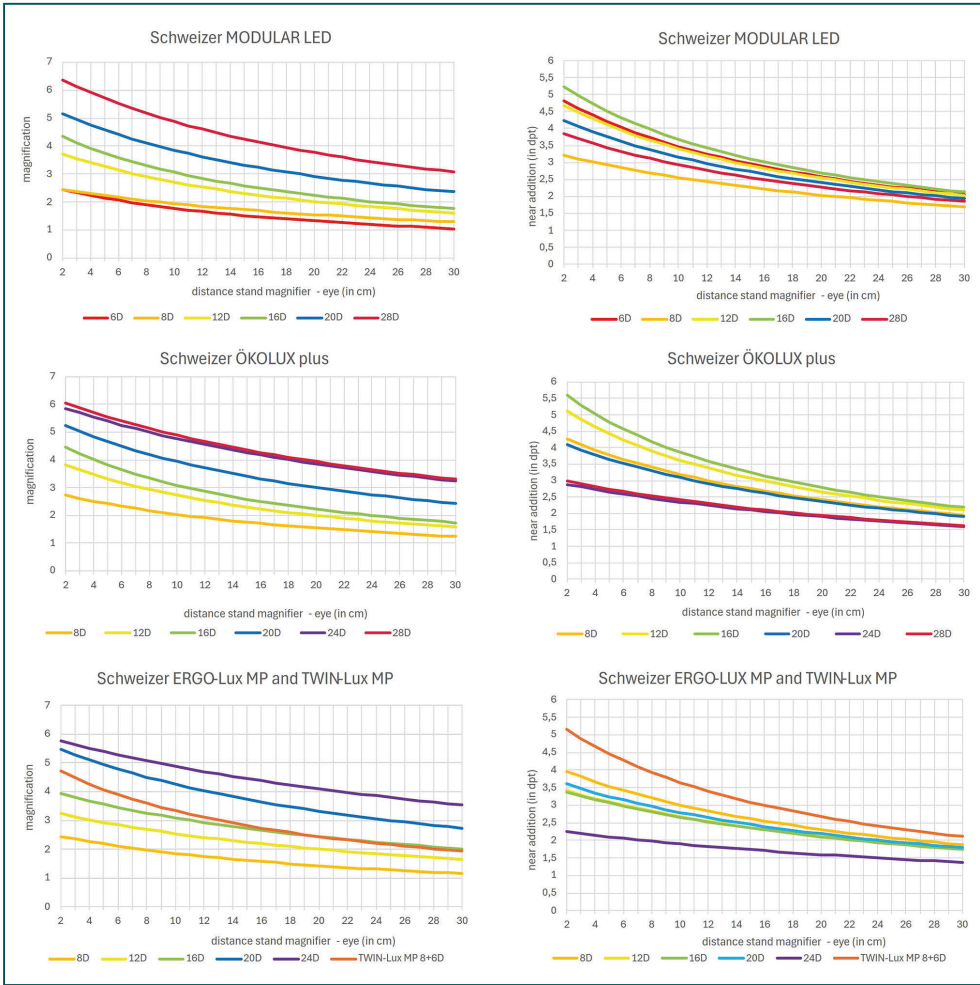 Schweizer MODULAR LED
7
6
5
4
3
2
1
0
magnification
2 4 6 8 10 12 14 16 18 20 22 24 26 28 30
distance stand magnifier - eye (in cm)
6D 8D 12D 16D 20D 28D
Schweizer MODULAR LED
6
5,5
5
4,5
4
3,5
3
2,5
2
1,5
1
0,5
0
near addition (in dpt)
2 4 6 8 10 12 14 16 18 20 22 24 26 28 30
distance stand magnifier - eye (in cm)
6D 8D 12D 16D 20D 28D
Schweizer ÖKOLUX plus
7
6
5
4
3
2
1
0
magnification
2 4 6 8 10 12 14 16 18 20 22 24 26 28 30
distance stand magnifier - eye (in cm)
8D 12D 16D 20D 24D 28D
Schweizer ÖKOLUX plus
6
5,5
5
4,5
4
3,5
3
2,5
2
1,5
1
0,5
0
near addition (in dpt)
2 4 6 8 10 12 14 16 18 20 22 24 26 28 30
distance stand magnifier - eye (in cm)
8D 12D 16D 20D 24D 28D
Schweizer ERGO-Lux MP and TWIN-Lux MP
7
6
5
4
3
2
1
0
magnification
2 4 6 8 10 12 14 16 18 20 22 24 26 28 30
distance stand magnifier - eye (in cm)
8D 12D 16D 20D 24D TWIN-Lux MP 8+6D
Schweizer ERGO-LUX MP and TWIN-Lux MP
6
5,5
5
4,5
4
3,5
3
2,5
2
1,5
1
0,5
0
near addition (in dpt)
2 4 6 8 10 12 14 16 18 20 22 24 26 28 30
distance stand magnifier - eye (in cm)
8D 12D 16D 20D 24D TWIN-Lux MP 8+6D